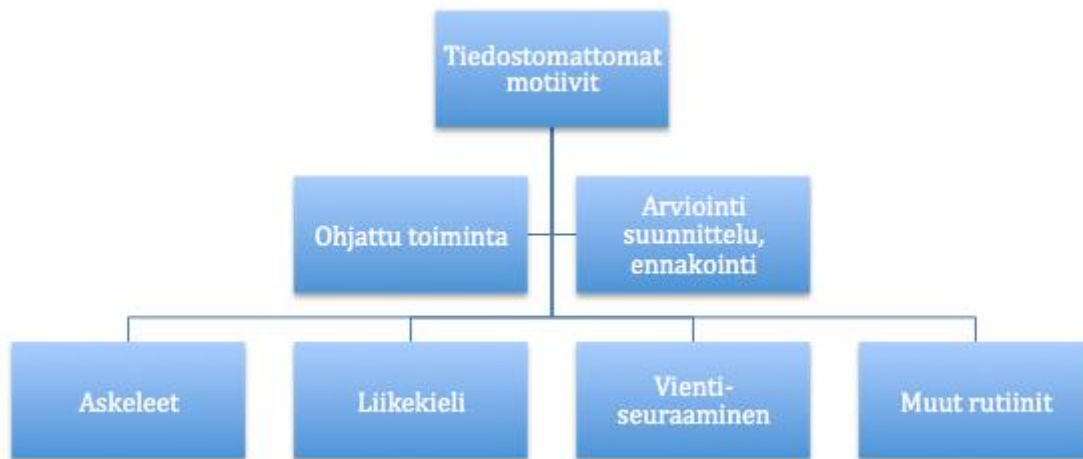 Tiedostomattomat
motiivit
Ohjattu toiminta
Arviointi
suunnittelu,
ennakointi
Askeleet
Liikekieli
Vienti-
seuraaminen
Muut rutiinit